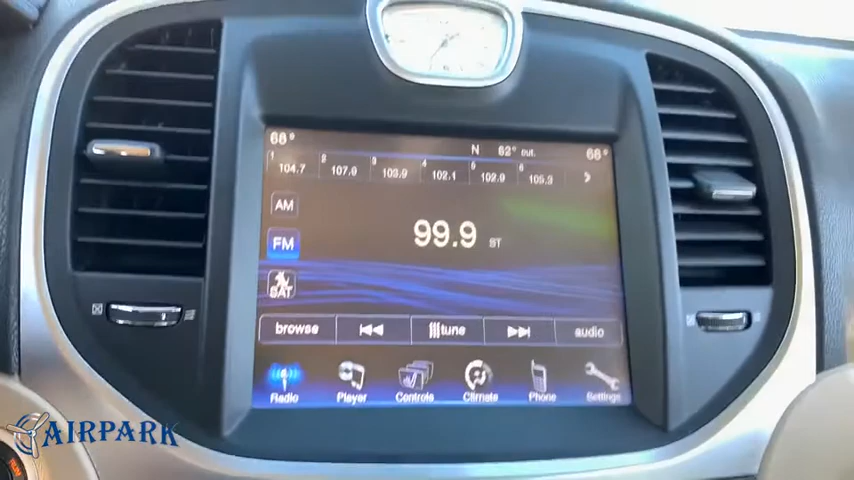 68°
N 62° out
68°
1 104.7 2 107.9 3 103.9 4 102.1 5 102.9 6 105.3
AM
99.9 ST
FM
SAT
browse tune audio
Radio Player Controls Climate Phone Settings
AIRPARK